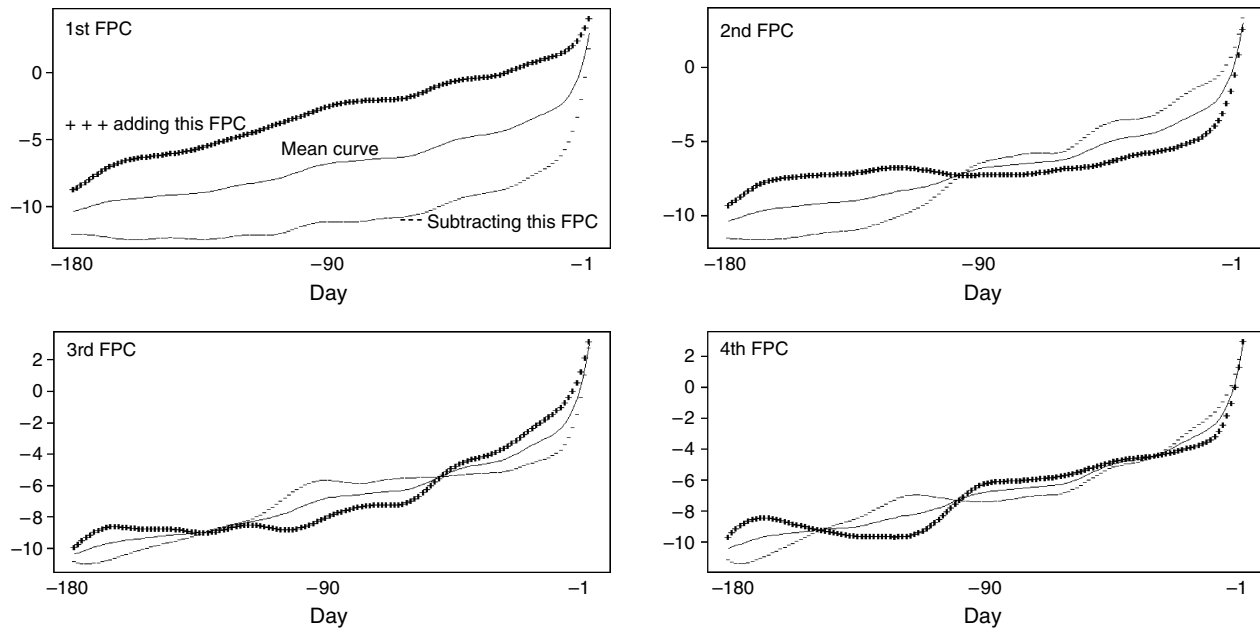 1st FPC
0
+ + + adding this FPC
−5
Mean curve
−10
--- Subtracting this FPC
−180
−90
−1
Day
2nd FPC
0
−5
−10
−180
−90
−1
Day
3rd FPC
2
0
−2
−4
−6
−8
−10
−180
−90
−1
Day
4th FPC
2
0
−2
−4
−6
−8
−10
−180
−90
−1
Day